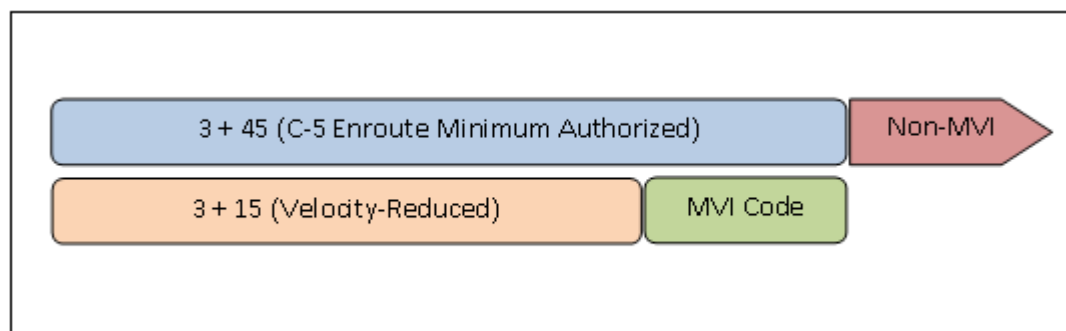 3 + 45 (C-5 Enroute Minimum Authorized)
Non-MVI
3 + 15 (Velocity-Reduced)
MVI Code